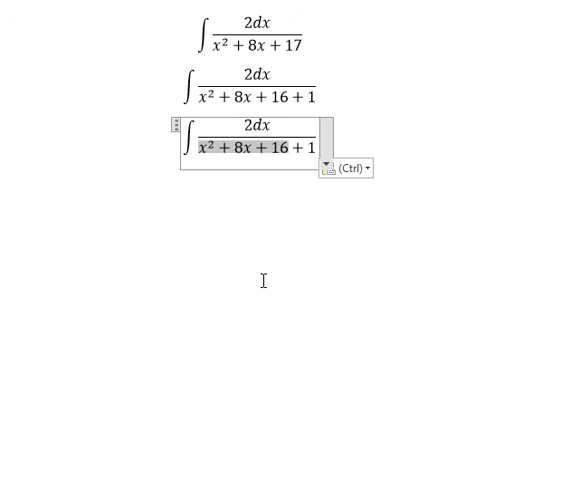 ∫ 2dx / (x² + 8x + 17)
∫ 2dx / (x² + 8x + 16 + 1)
∫ 2dx / (x² + 8x + 16 + 1)
(Ctrl)